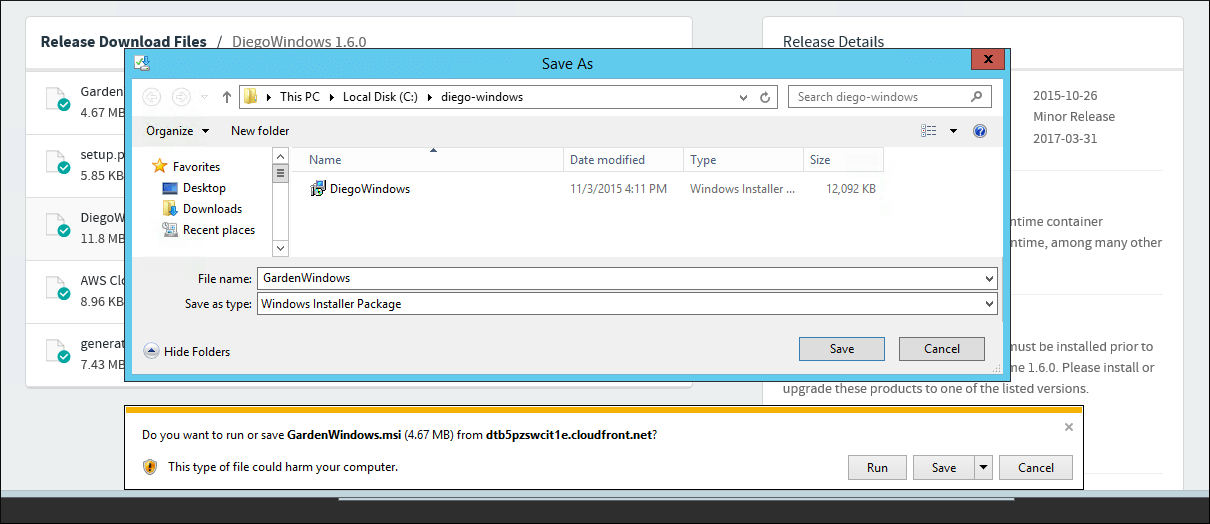 Release Download Files / DiegoWindows 1.6.0
Release Details
Garden
4.67 MB
setup.p
5.85 KB
DiegoW
11.8 MB
AWS Clo
8.96 KB
generat
7.43 MB
2015-10-26
Minor Release
2017-03-31
ntime container
ntime, among many other
must be installed prior to
me 1.6.0. Please install or
upgrade these products to one of the listed versions.
Save As
This PC
Local Disk (C:)
diego-windows
Search diego-windows
Organize
New folder
Favorites
Desktop
Downloads
Recent places
Name
Date modified
Type
Size
DiegoWindows
11/3/2015 4:11 PM
Windows Installer ...
12,092 KB
File name: GardenWindows
Save as type: Windows Installer Package
Hide Folders
Save
Cancel
Do you want to run or save GardenWindows.msi (4.67 MB) from dtb5pzswcit1e.cloudfront.net?
This type of file could harm your computer.
Run
Save
Cancel